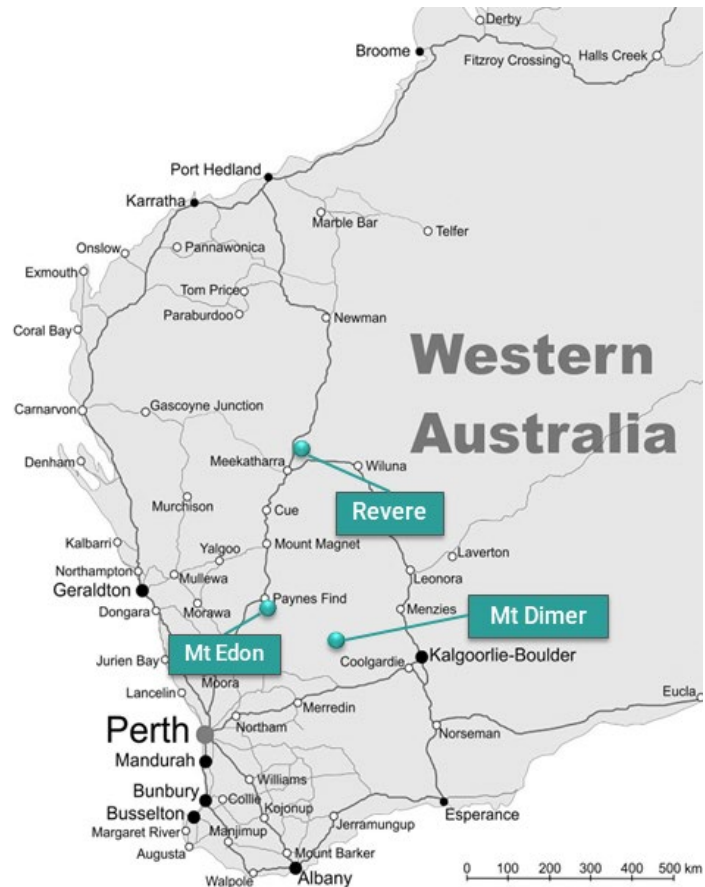 Derby
Broome
Fitzroy Crossing
Halls Creek
Port Hedland
Karratha
Marble Bar
Telfer
Onslow
Pannawonica
Exmouth
Tom Price
Paraburdoo
Newman
Coral Bay
Western
Australia
Carnarvon
Gascoyne Junction
Denham
Meekatharra
Wiluna
Revere
Murchison
Cue
Kalbarri
Yalgoo
Mount Magnet
Laverton
Northampton
Mullewa
Leonora
Geraldton
Morawa
Paynes Find
Menzies
Mt Dimer
Dongara
Mt Edon
Jurien Bay
Coolgardie
Kalgoorlie-Boulder
Moora
Lancelin
Eucla
Merredin
Perth
Northam
Norseman
Mandurah
Williams
Bunbury
Collie
Kojonup
Busselton
Jerramungup
Esperance
Margaret River
Manjimup
Augusta
Mount Barker
Walpole
Albany
0 100 200 300 400 500 km